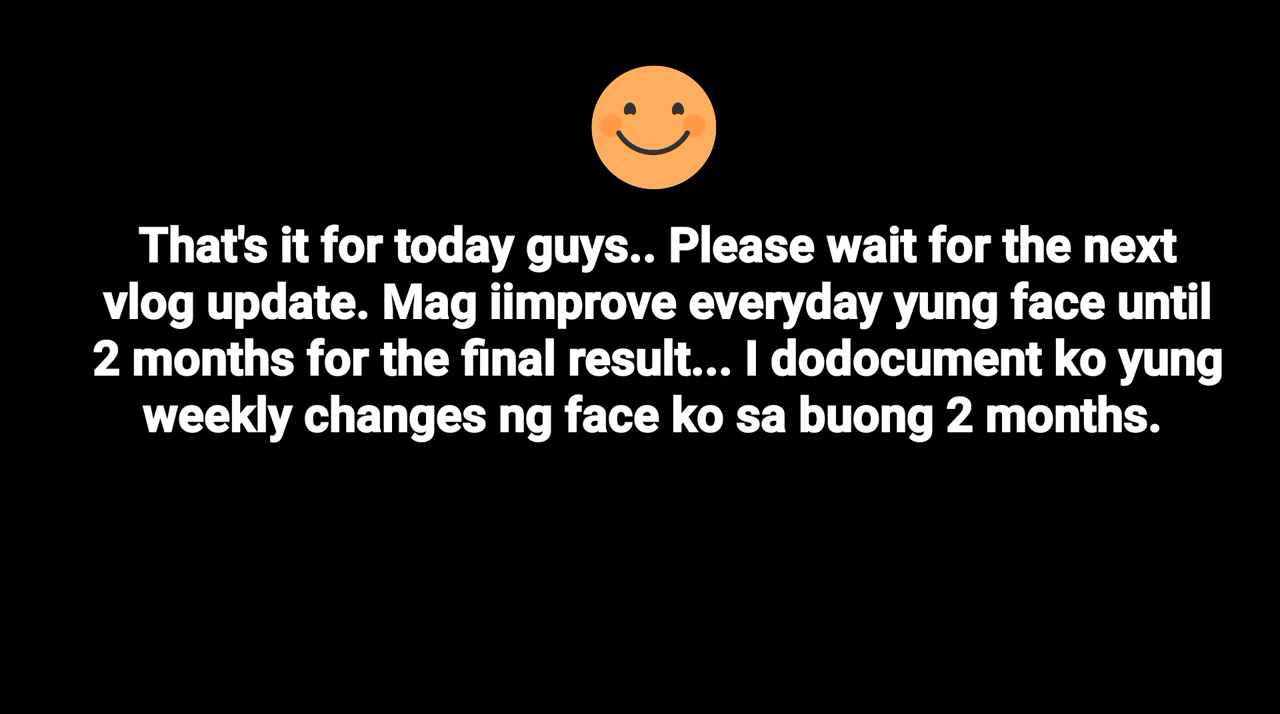 That's it for today guys.. Please wait for the next
vlog update. Mag iimprove everyday yung face until
2 months for the final result... I dodocument ko yung
weekly changes ng face ko sa buong 2 months.